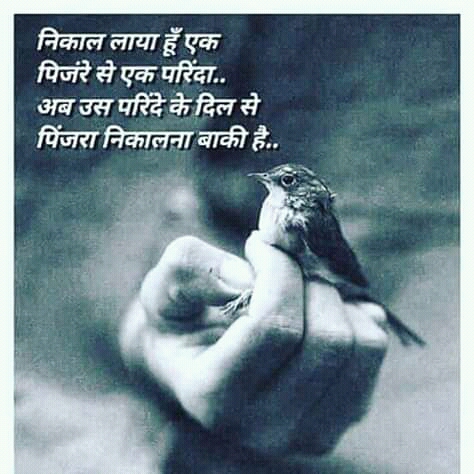 निकाल लाया हूँ एक
पिजंरे से एक परिंदा..
अब उस परिंदे के दिल से
पिंजरा निकालना बाकी है..